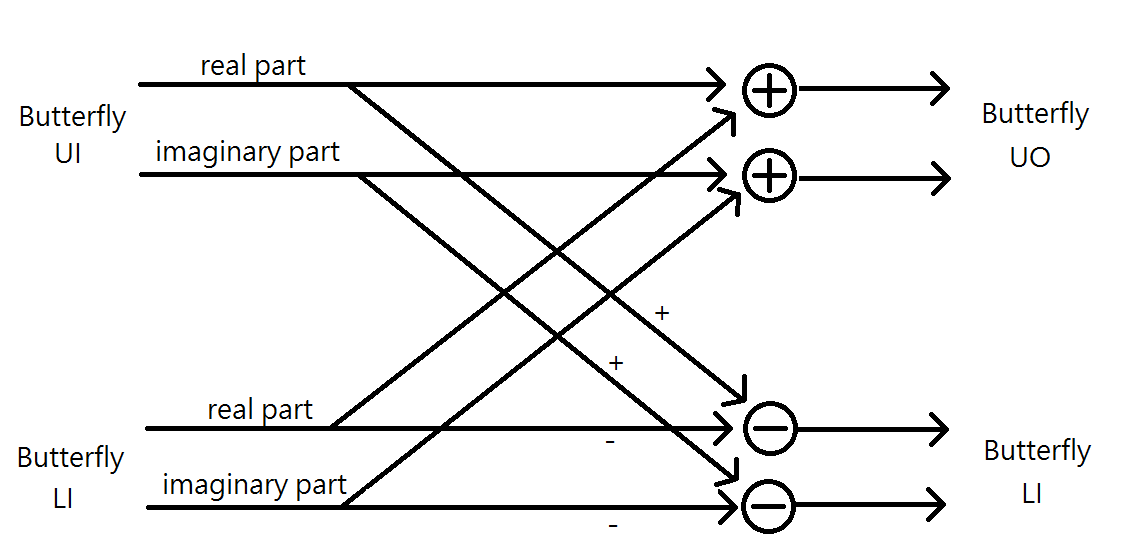 real part
Butterfly
UI
imaginary part
Butterfly
UO
+
+
real part
-
Butterfly
LI
imaginary part
-
Butterfly
LI